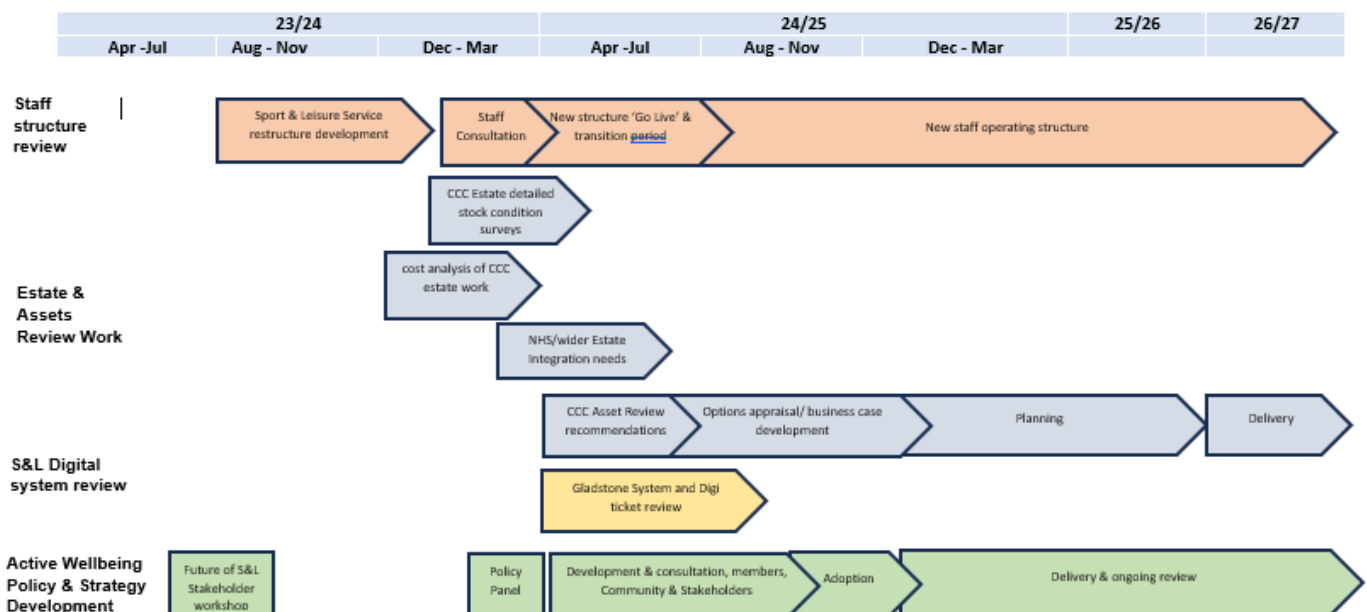 23/24
24/25
25/26
26/27
Apr -Jul
Aug - Nov
Dec - Mar
Apr -Jul
Aug - Nov
Dec - Mar
Staff
structure
review
Sport & Leisure Service
restructure development
Staff
Consultation
New structure ‘Go Live’ &
transition period
New staff operating structure
CCC Estate detailed
stock condition
surveys
Estate &
Assets
Review Work
cost analysis of CCC
estate work
NHS/wider Estate
Integration needs
CCC Asset Review
recommendations
Options appraisal/ business case
development
Planning
Delivery
S&L Digital
system review
Gladstone System and Digi
ticket review
Active Wellbeing
Policy & Strategy
Development
Future of S&L
Stakeholder
workshop
Policy
Panel
Development & consultation, members,
Community & Stakeholders
Adoption
Delivery & ongoing review